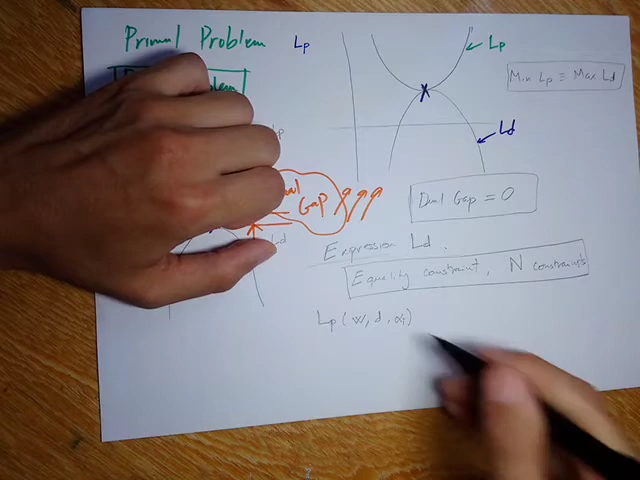 Primal Problem Lp
Lp
Min Lp ≡ Max Ld
Ld
Gap
Dual Gap = 0
Ld
Expression Ld.
Equality constraint, N constraints
Lp ( w, d, αi)